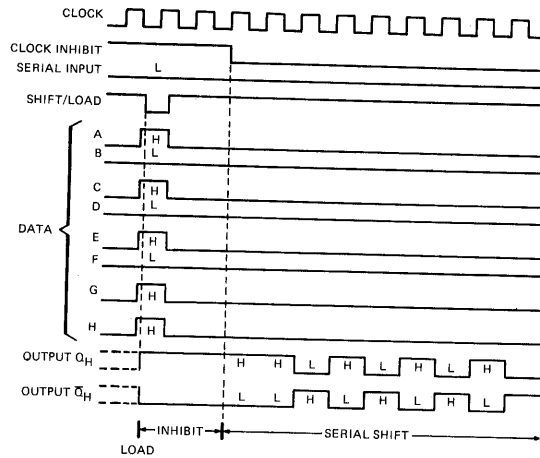 CLOCK
CLOCK INHIBIT
SERIAL INPUT L
SHIFT/LOAD
A H
B L
C H
D L
DATA
E H
F L
G H
H H
OUTPUT QH H H L H L H L H
OUTPUT Q̅H L L H L H L H L
INHIBIT SERIAL SHIFT
LOAD